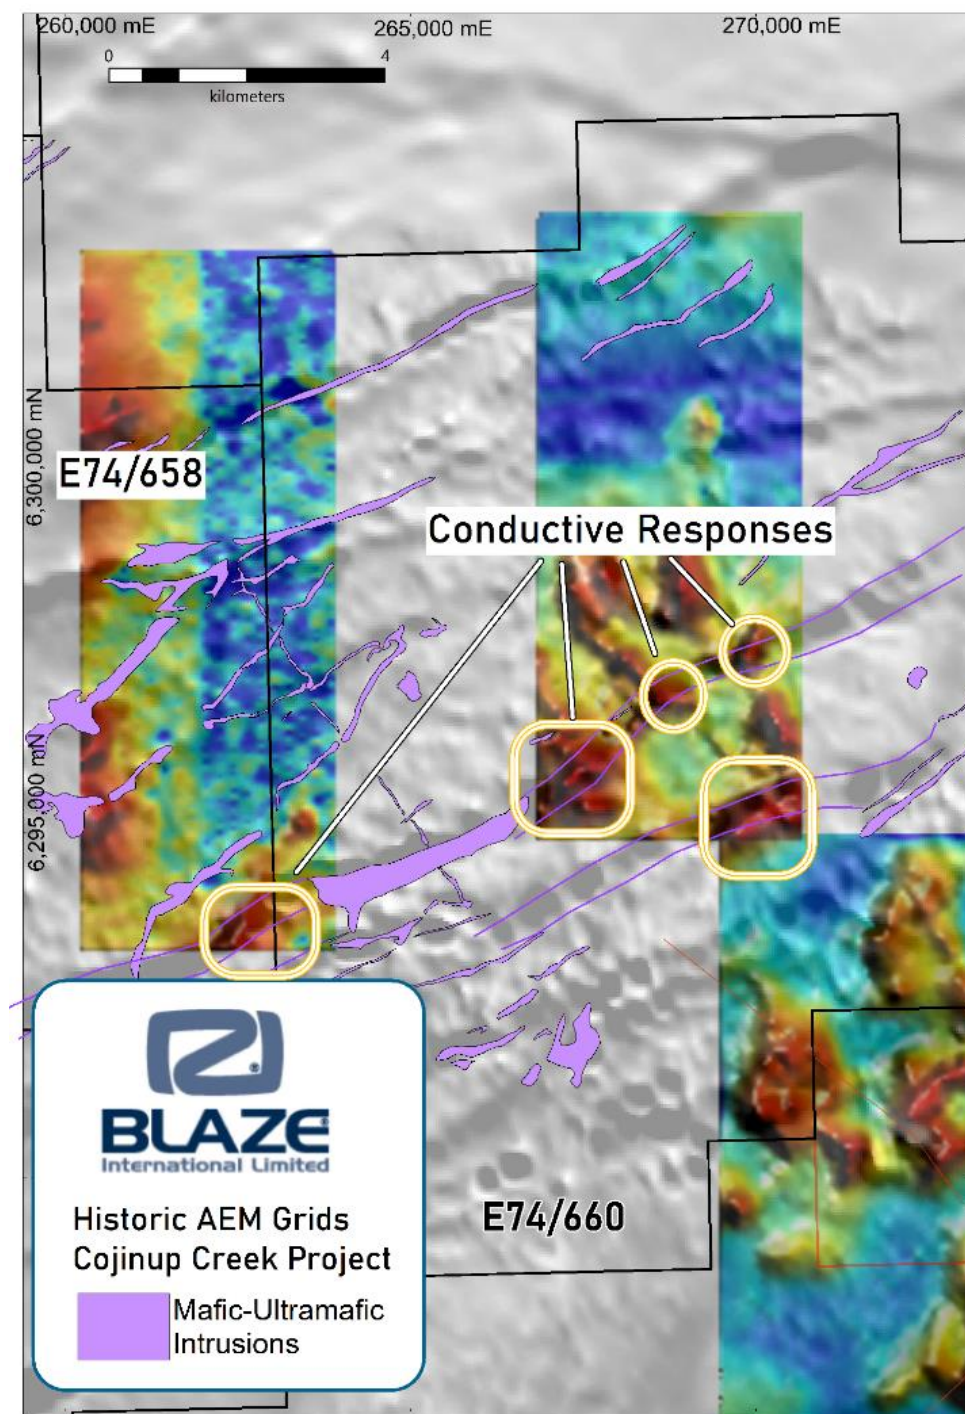 260,000 mE
265,000 mE
270,000 mE
0
4
kilometers
6,300,000 mN
E74/658
Conductive Responses
6,295,000 mN
BLAZE
International Limited
E74/660
Historic AEM Grids
Cojinup Creek Project
Mafic-Ultramafic
Intrusions